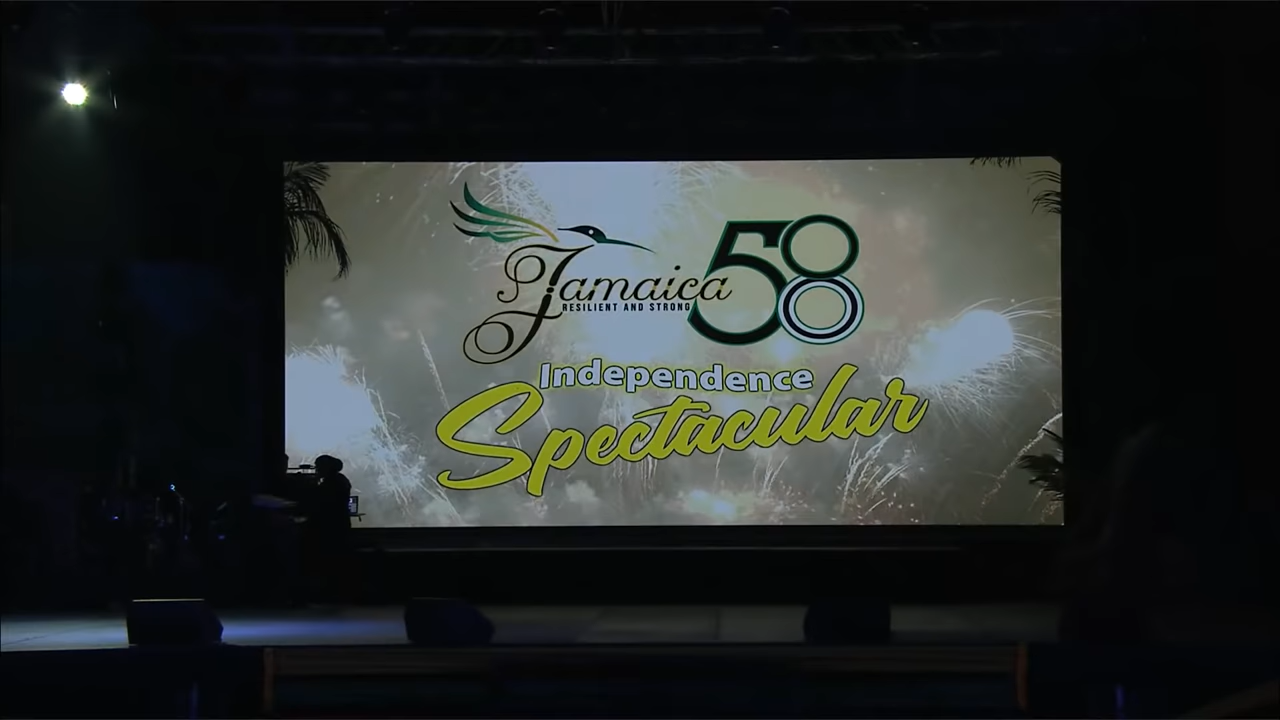 Jamaica 58
RESILIENT AND STRONG
Independence
Spectacular